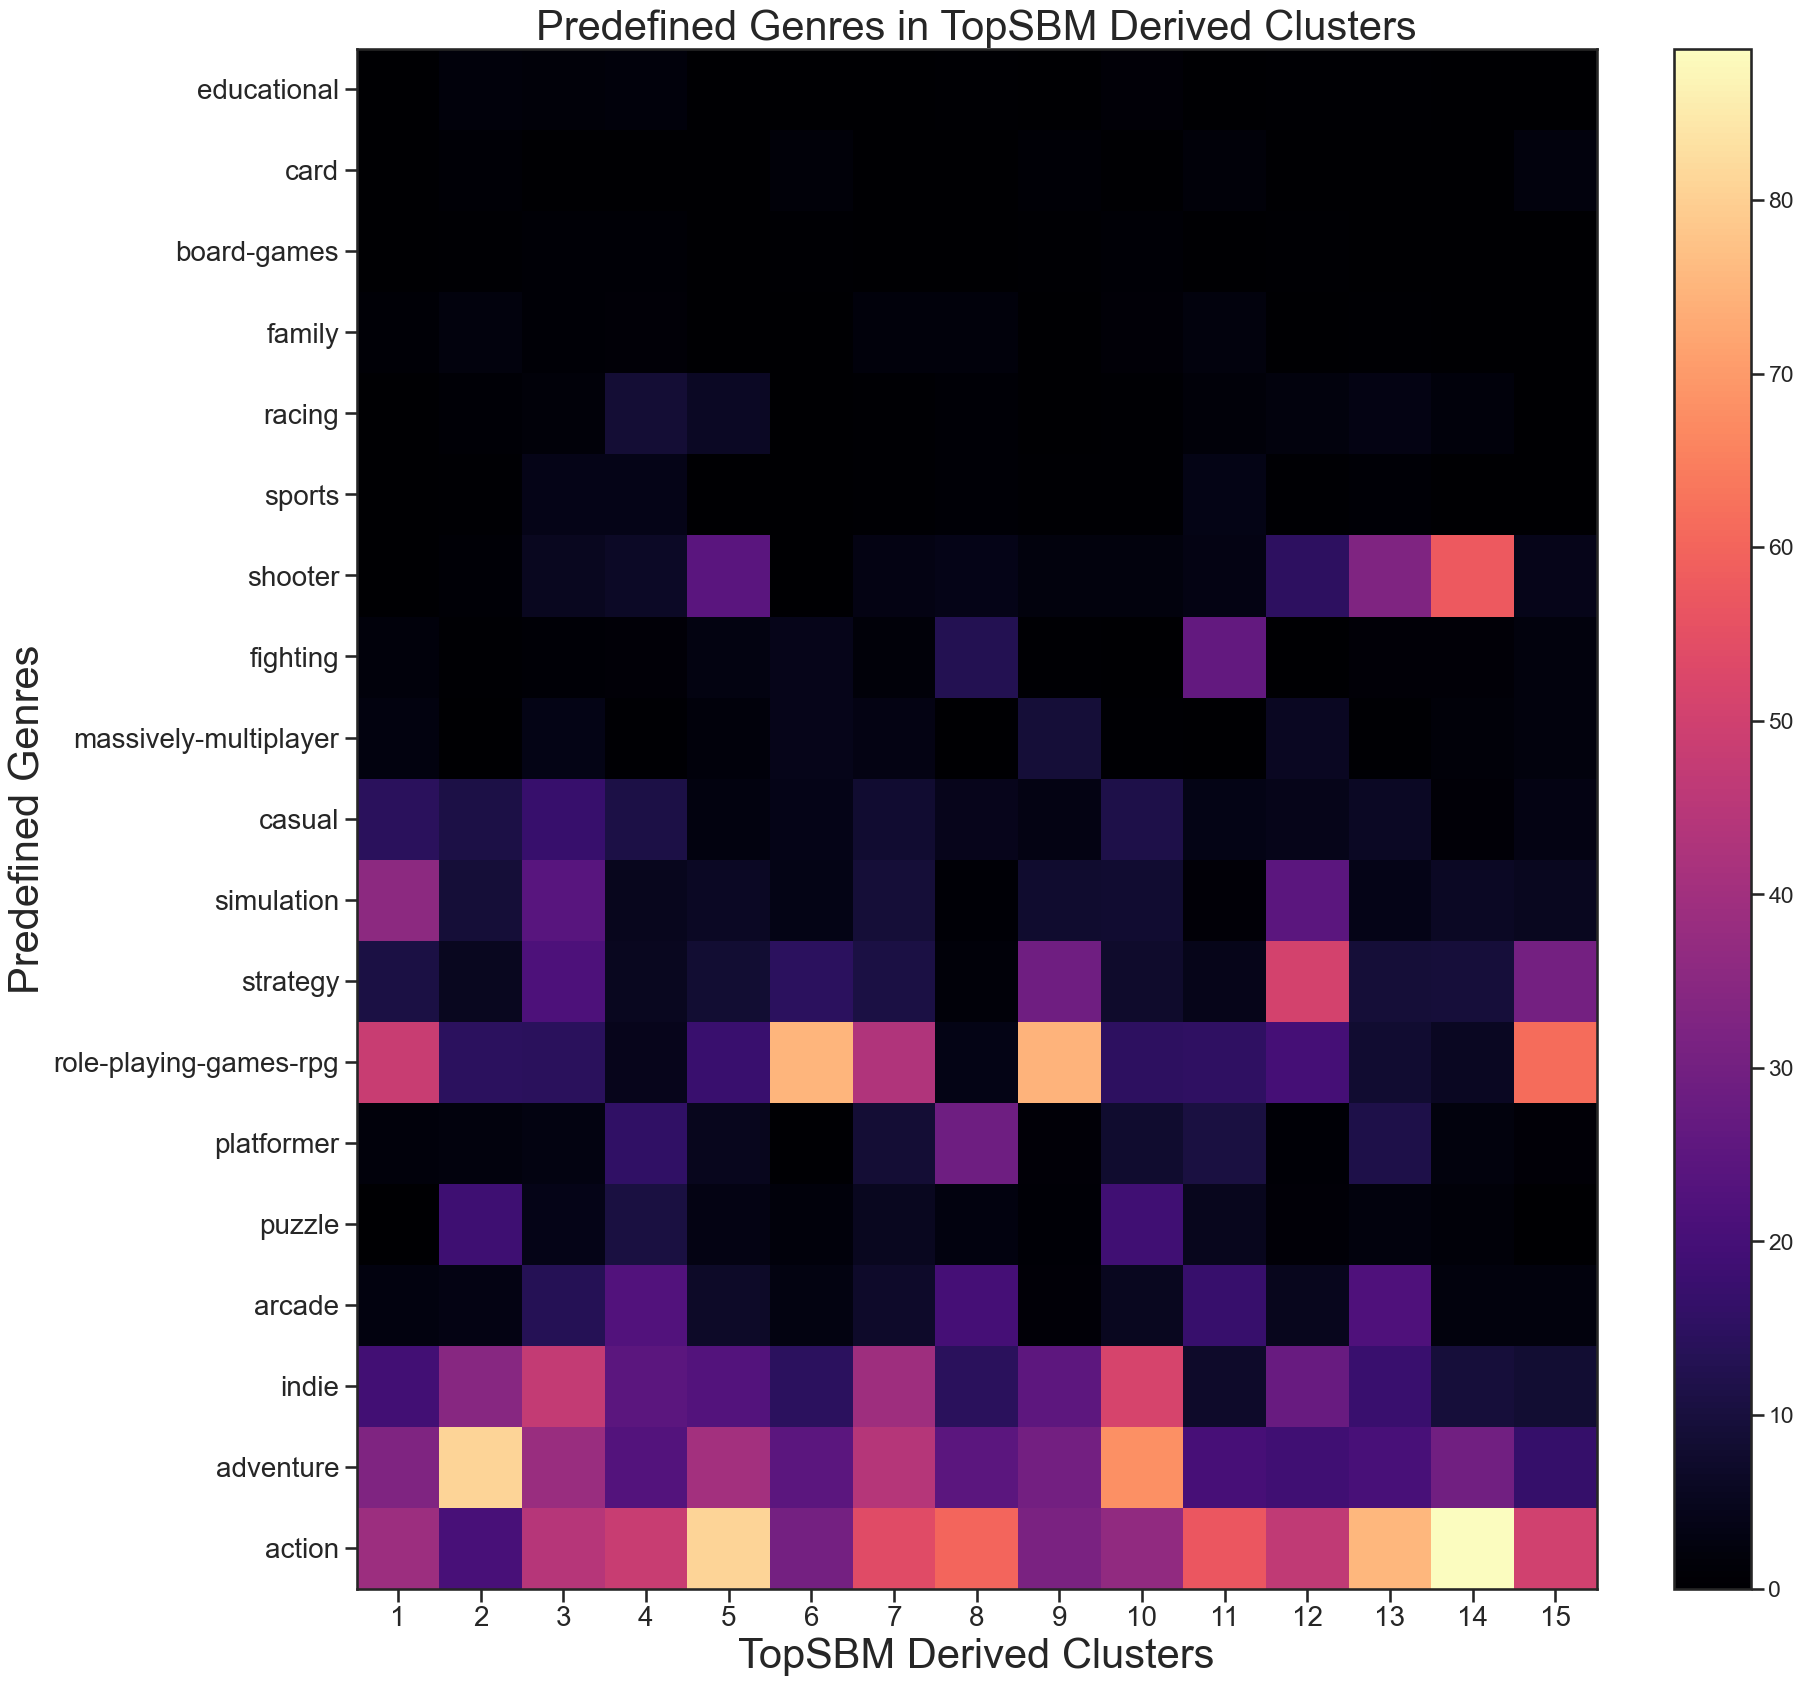 Predefined Genres in TopSBM Derived Clusters
Predefined Genres
educational
card
board-games
family
racing
sports
shooter
fighting
massively-multiplayer
casual
simulation
strategy
role-playing-games-rpg
platformer
puzzle
arcade
indie
adventure
action
1 2 3 4 5 6 7 8 9 10 11 12 13 14 15
TopSBM Derived Clusters
80
70
60
50
40
30
20
10
0